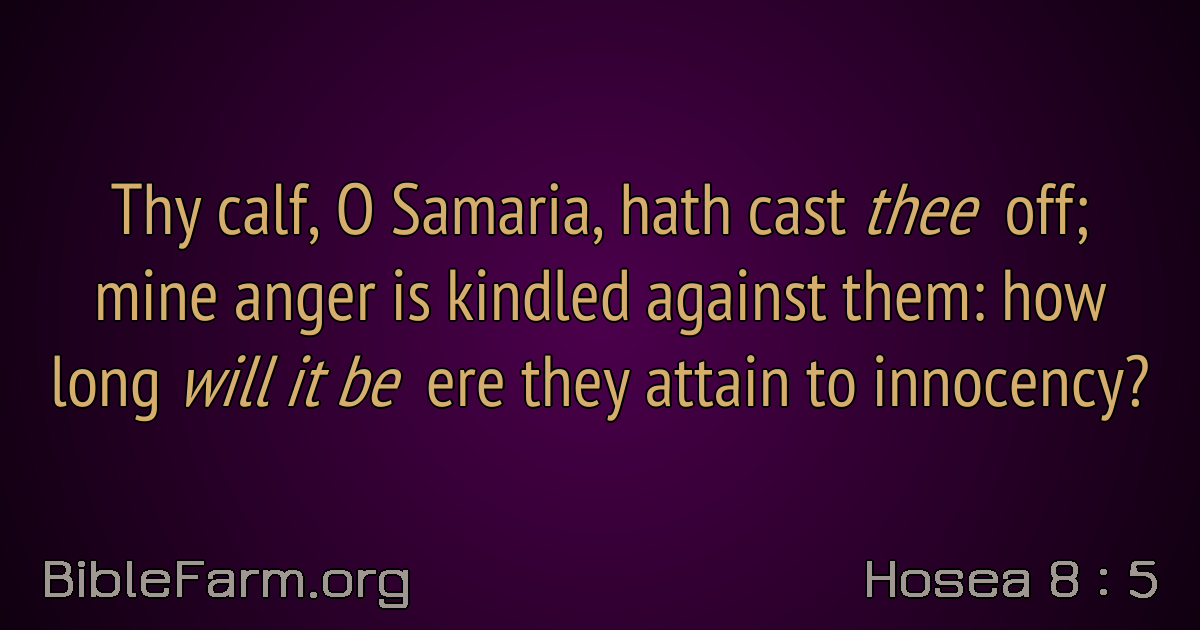 Thy calf, O Samaria, hath cast thee off;
mine anger is kindled against them: how
long will it be ere they attain to innocency?
BibleFarm.org
Hosea 8 : 5